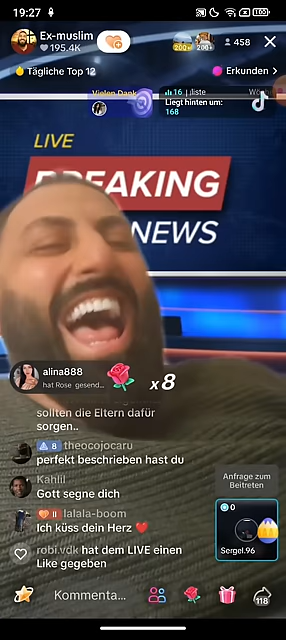 19:27
100
Ex-muslim
195.4K
200+
200+
458
Tägliche Top 12
Erkunden >
Vielen Dank
16
liste
Liegt hinten um:
168
LIVE
BREAKING
NEWS
alina888
hat Rose gesend...
x8
sollten die Eltern dafür
sorgen..
8 theocojocaru
perfekt beschrieben hast du
Kahlil
Gott segne dich
lalala-boom
Ich küss dein Herz ❤️
robi.vdk hat dem LIVE einen
Like gegeben
Anfrage zum
Beitreten
0
Sergel.96
Kommenta...
118